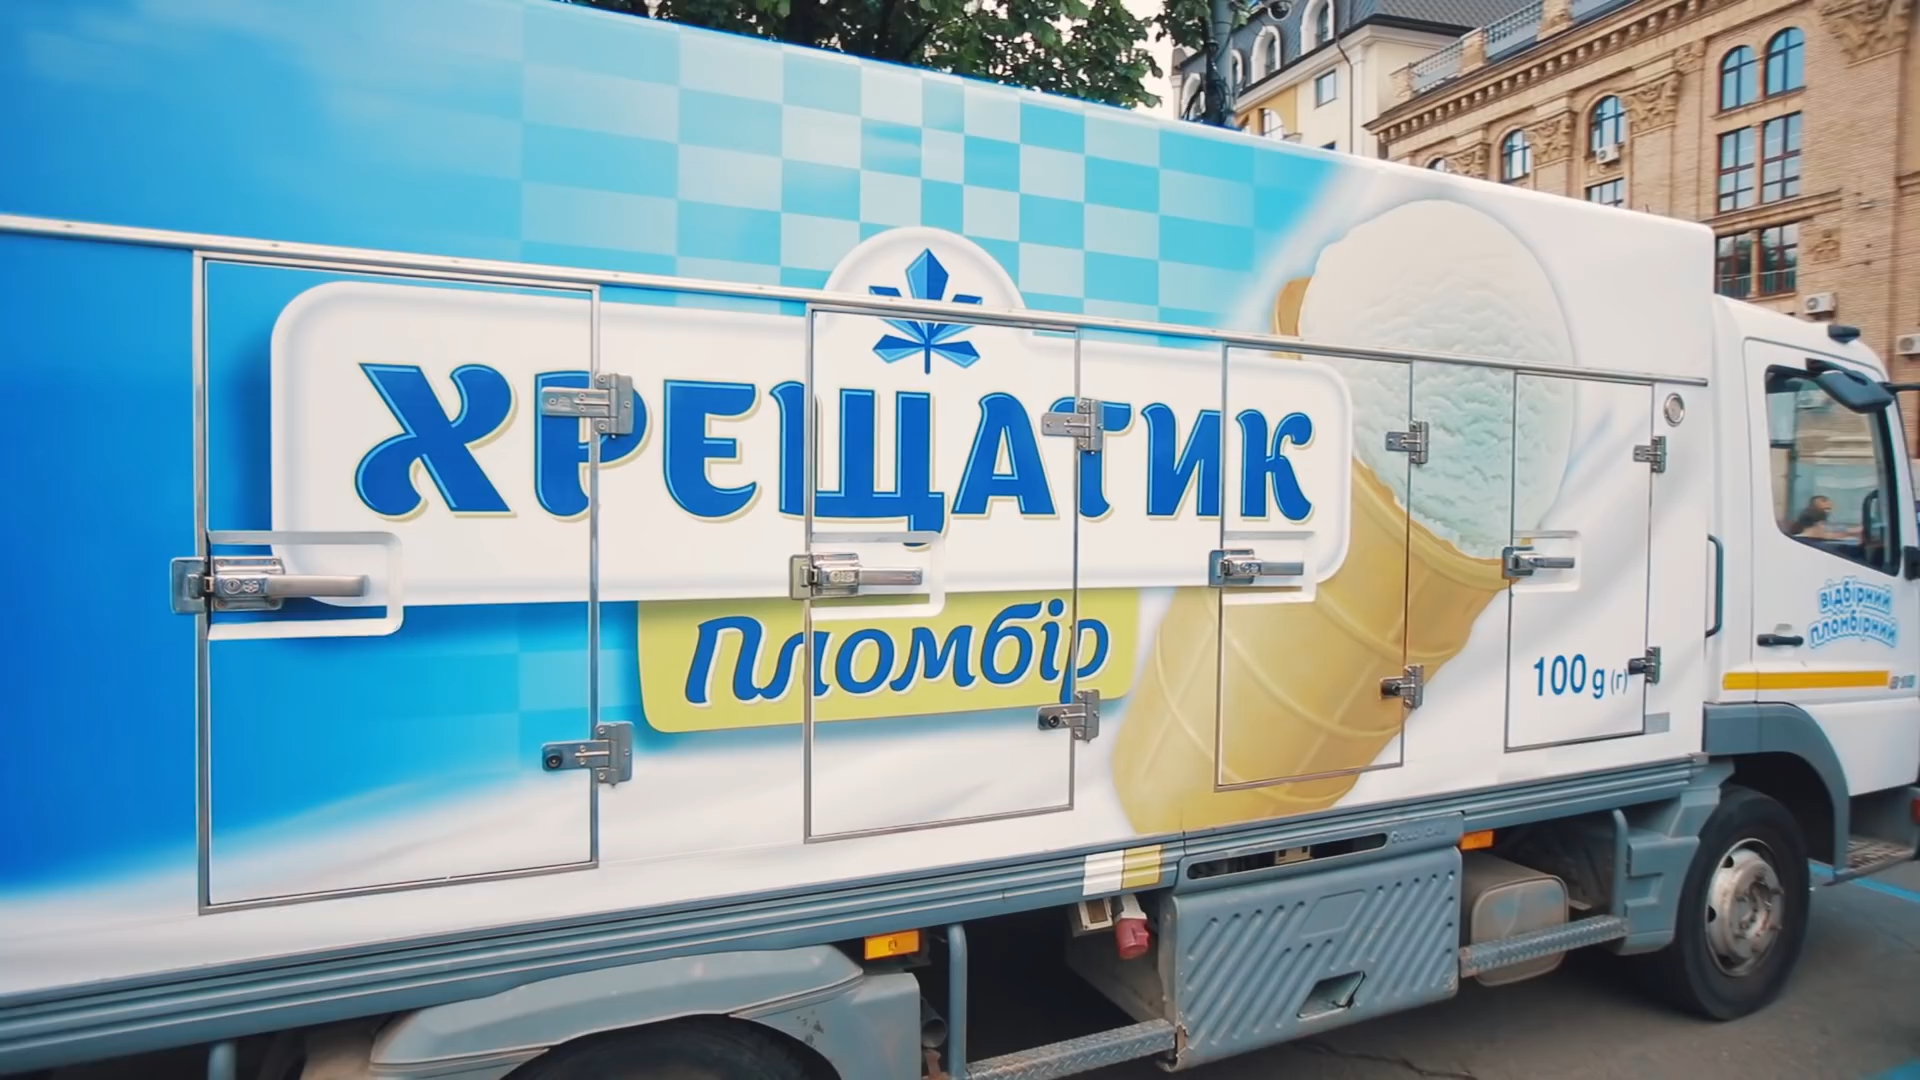 ХРЕЩАТИК
Пломбір
100 g (г)
відбірний
пломбірний